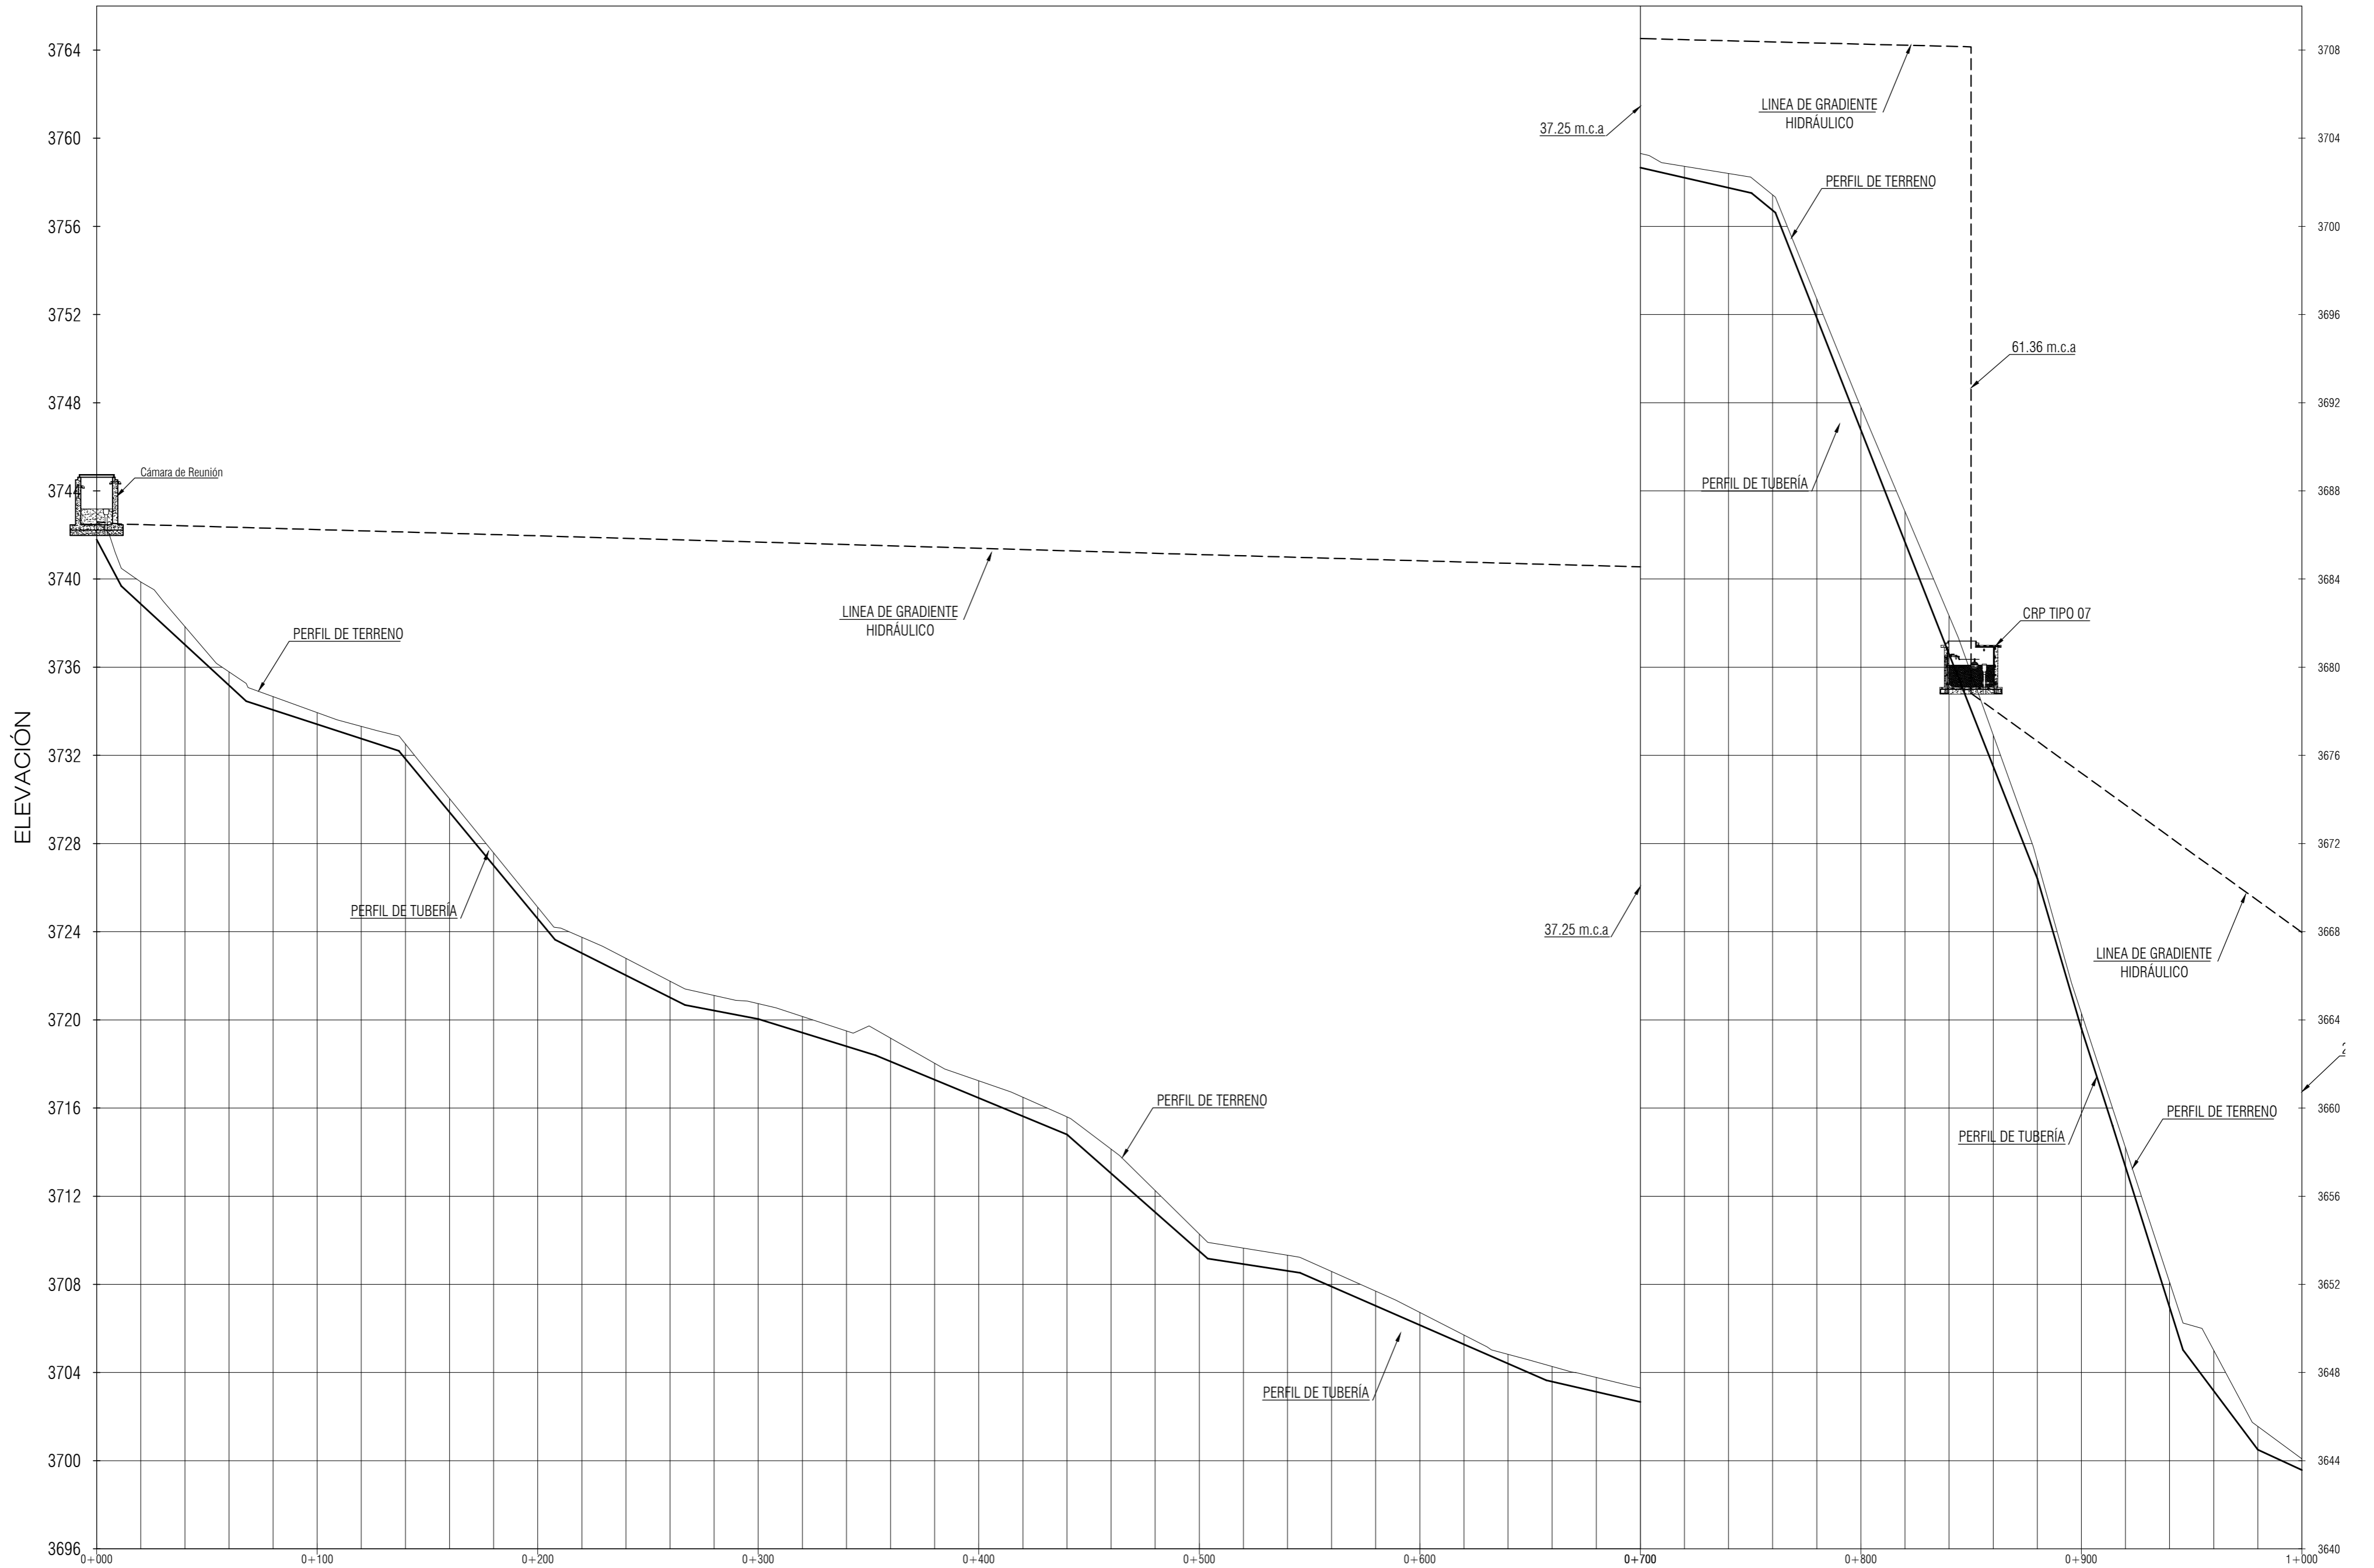 ELEVACIÓN
3764
3760
3756
3752
3748
3744
3740
3736
3732
3728
3724
3720
3716
3712
3708
3704
3700
3696
Cámara de Reunión
PERFIL DE TERRENO
PERFIL DE TUBERÍA
LINEA DE GRADIENTE
HIDRÁULICO
PERFIL DE TERRENO
PERFIL DE TUBERÍA
37.25 m.c.a
37.25 m.c.a
LINEA DE GRADIENTE
HIDRÁULICO
PERFIL DE TERRENO
PERFIL DE TUBERÍA
61.36 m.c.a
CRP TIPO 07
LINEA DE GRADIENTE
HIDRÁULICO
PERFIL DE TERRENO
PERFIL DE TUBERÍA
3708
3704
3700
3696
3692
3688
3684
3680
3676
3672
3668
3664
3660
3656
3652
3648
3644
3640
0+000
0+100
0+200
0+300
0+400
0+500
0+600
0+700
0+800
0+900
1+000